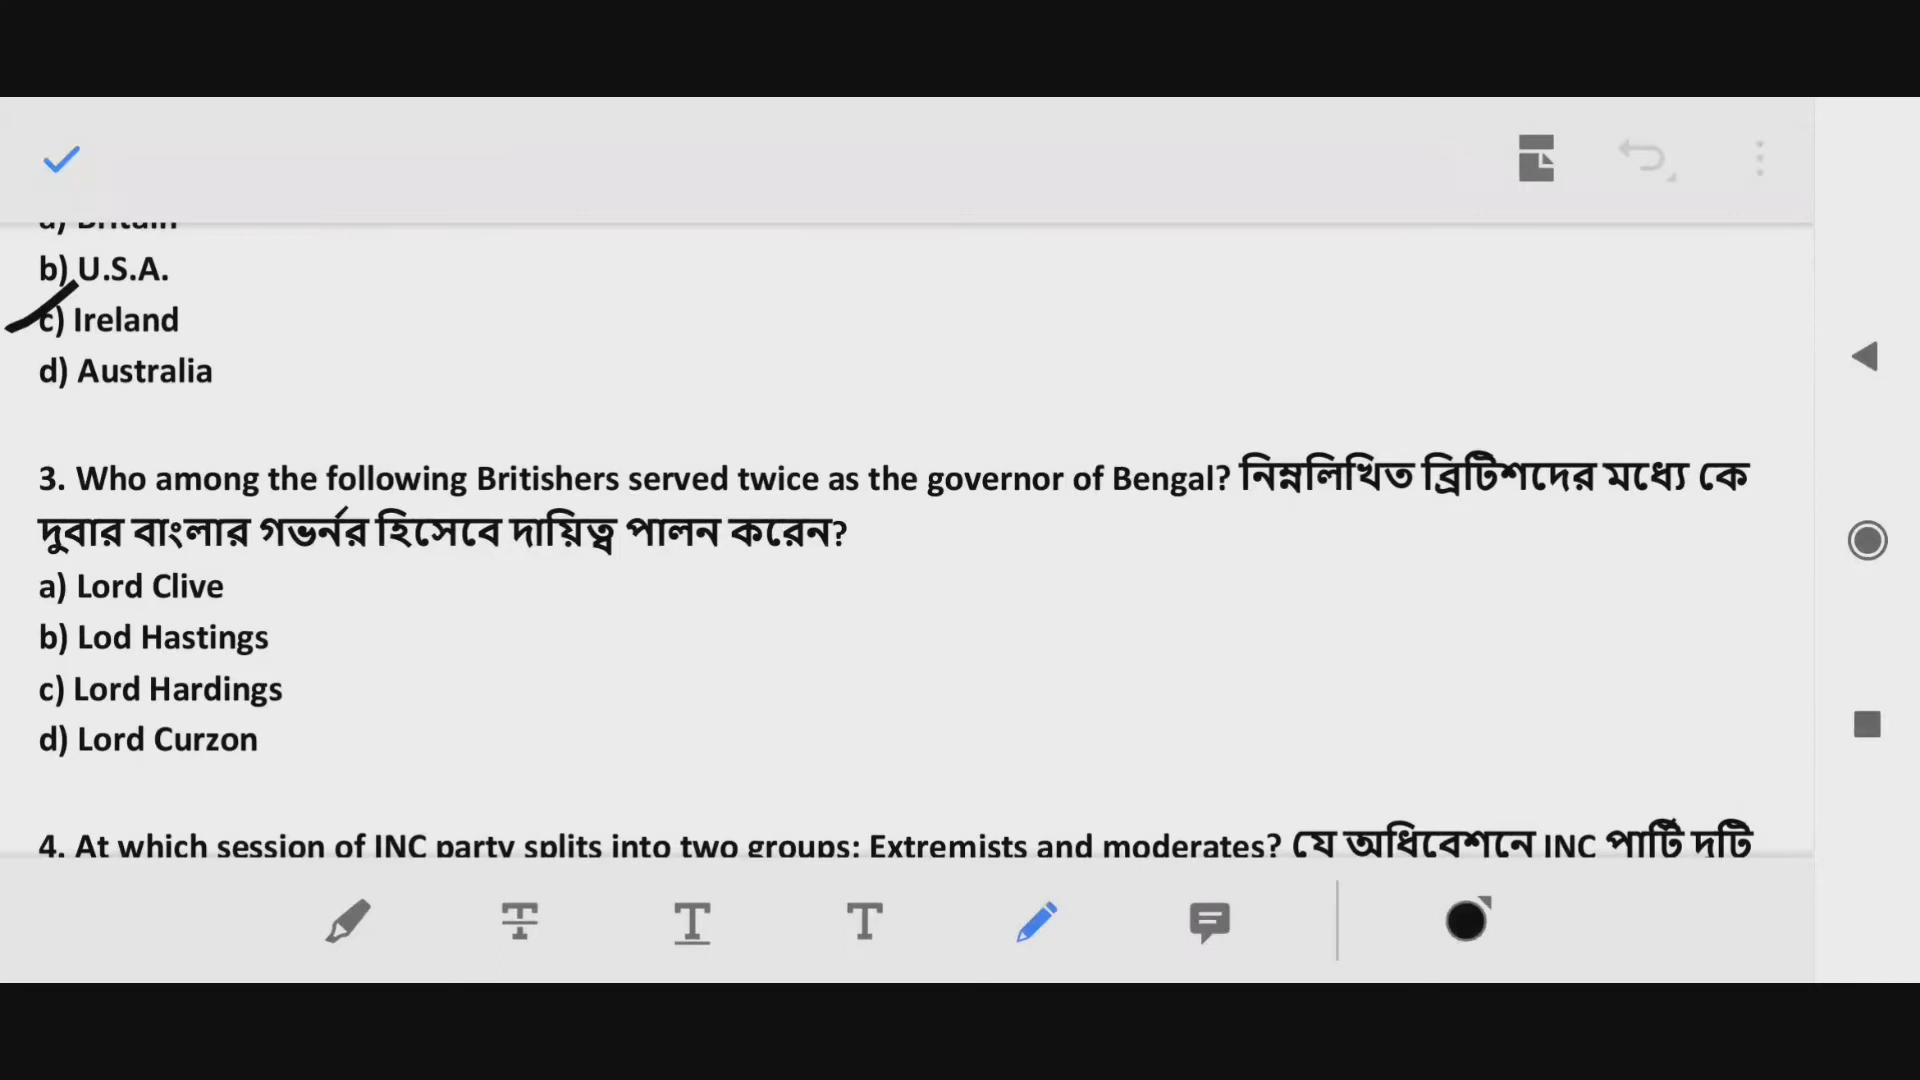 a) Britain
b) U.S.A.
c) Ireland
d) Australia
3. Who among the following Britishers served twice as the governor of Bengal? নিম্নলিখিত ব্রিটিশদের মধ্যে কে
দুবার বাংলার গভর্নর হিসেবে দায়িত্ব পালন করেন?
a) Lord Clive
b) Lod Hastings
c) Lord Hardings
d) Lord Curzon
4. At which session of INC party splits into two groups: Extremists and moderates? যে অধিবেশনে INC পার্টি দুটি